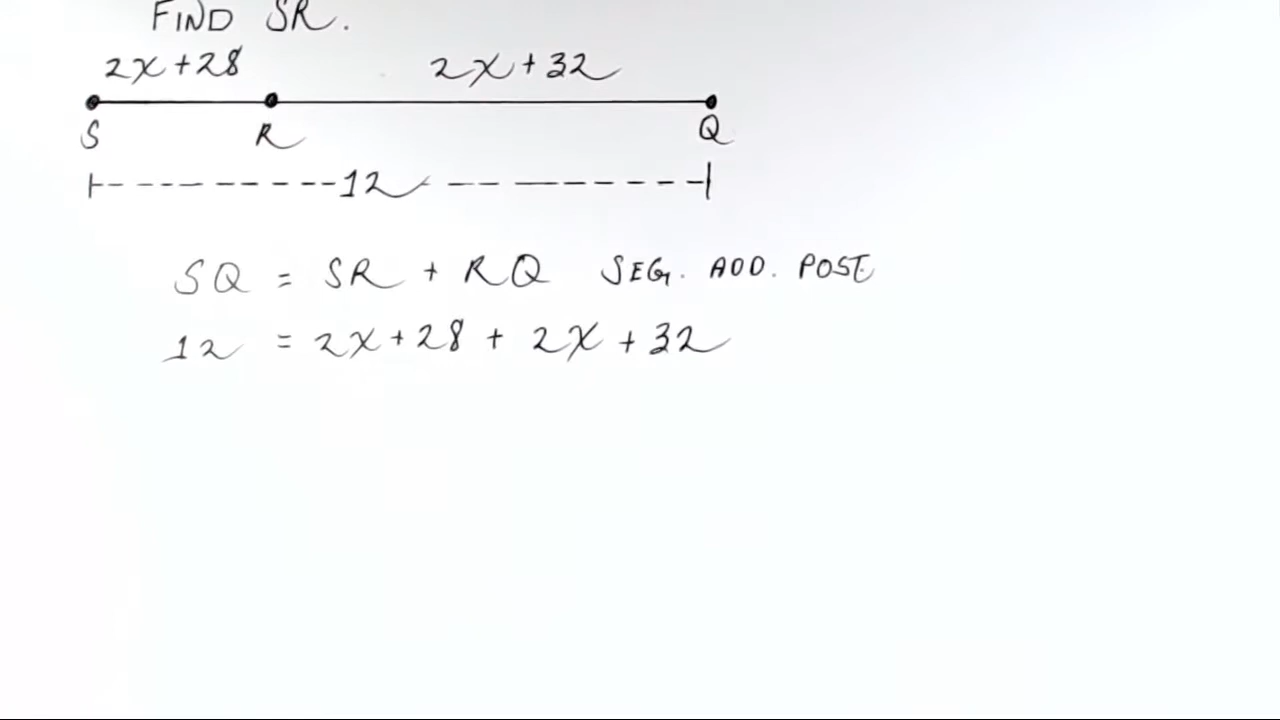 FIND SR.
2x+28 2x+32
S R Q
12
SQ = SR + RQ SEG. ADD. POST.
12 = 2x+28 + 2x+32